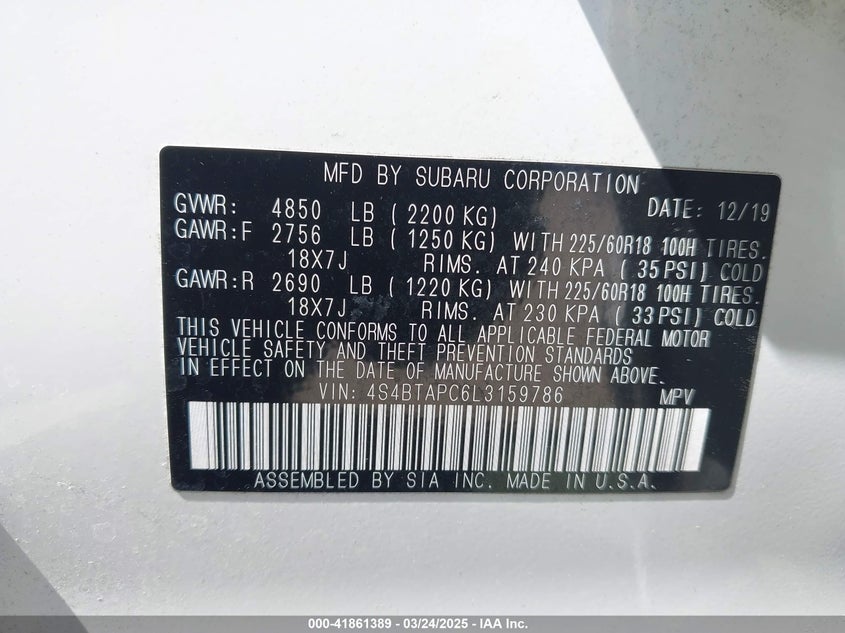 MFD BY SUBARU CORPORATION
GVWR: 4850 LB ( 2200 KG) DATE: 12/19
GAWR:F 2756 LB ( 1250 KG) WITH 225/60R18 100H TIRES.
18X7J RIMS. AT 240 KPA ( 35 PSI) COLD
GAWR:R 2690 LB ( 1220 KG) WITH 225/60R18 100H TIRES.
18X7J RIMS. AT 230 KPA ( 33 PSI) COLD
THIS VEHICLE CONFORMS TO ALL APPLICABLE FEDERAL MOTOR
VEHICLE SAFETY AND THEFT PREVENTION STANDARDS
IN EFFECT ON THE DATE OF MANUFACTURE SHOWN ABOVE.
VIN: 4S4BTAPC6L3159786 MPV
ASSEMBLED BY SIA INC. MADE IN U.S.A.
000-41861389 - 03/24/2025 - IAA Inc.